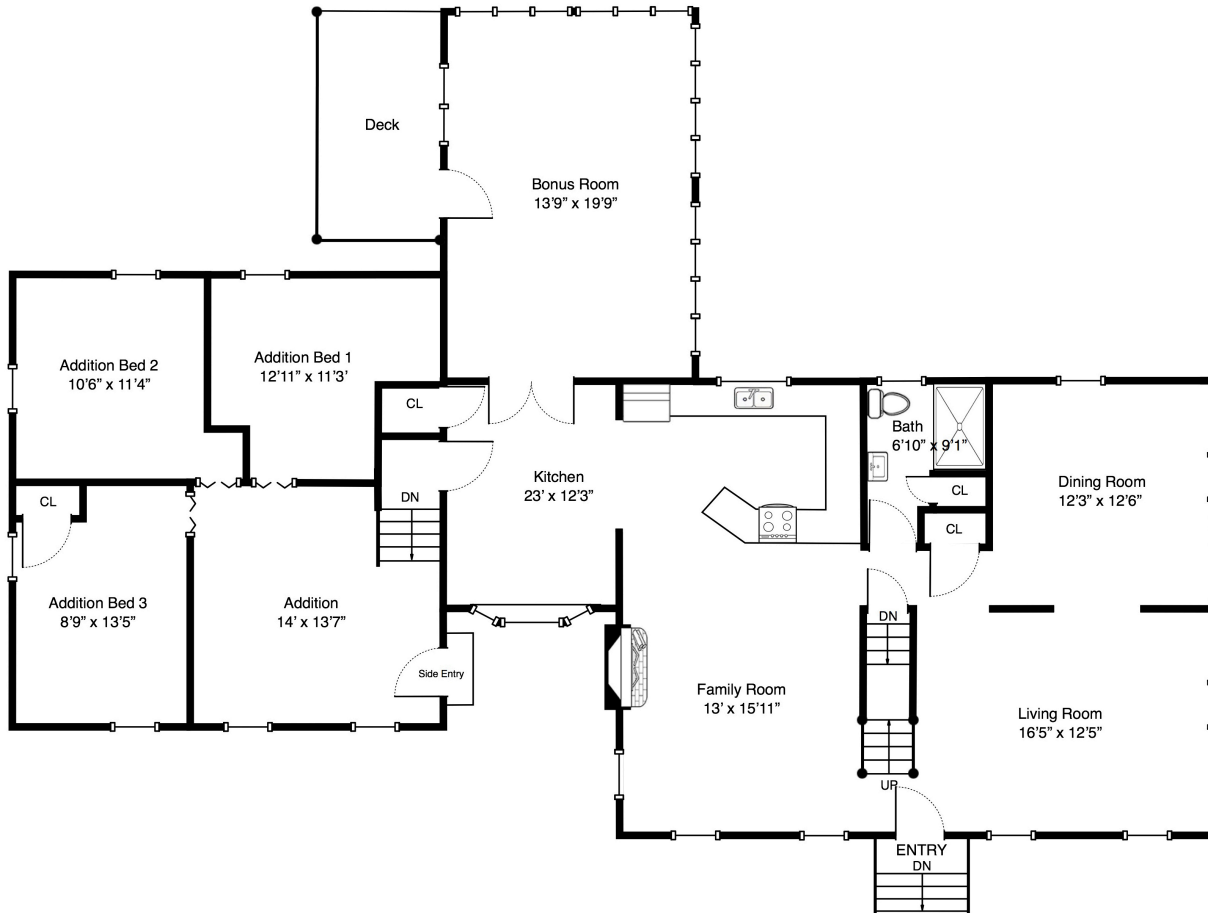 Deck
Bonus Room
13’9” x 19’9”
Addition Bed 2
10’6” x 11’4”
Addition Bed 1
12’11” x 11’3’
CL
Bath
6’10” x 9’1”
Kitchen
23’ x 12’3”
Dining Room
12’3” x 12’6”
CL
DN
CL
CL
Addition Bed 3
8’9” x 13’5”
Addition
14’ x 13’7”
DN
Side Entry
Family Room
13’ x 15’11”
Living Room
16’5” x 12’5”
UP
ENTRY
DN